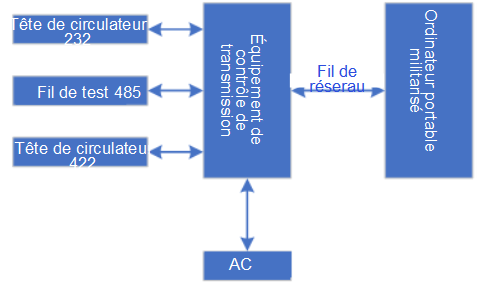 Tête de circulateur
232
Fil de test 485
Tête de circulateur
422
Équipement de
contrôle de
transmission
Fil de
réserau
Ordinateur portable
militarisé
AC